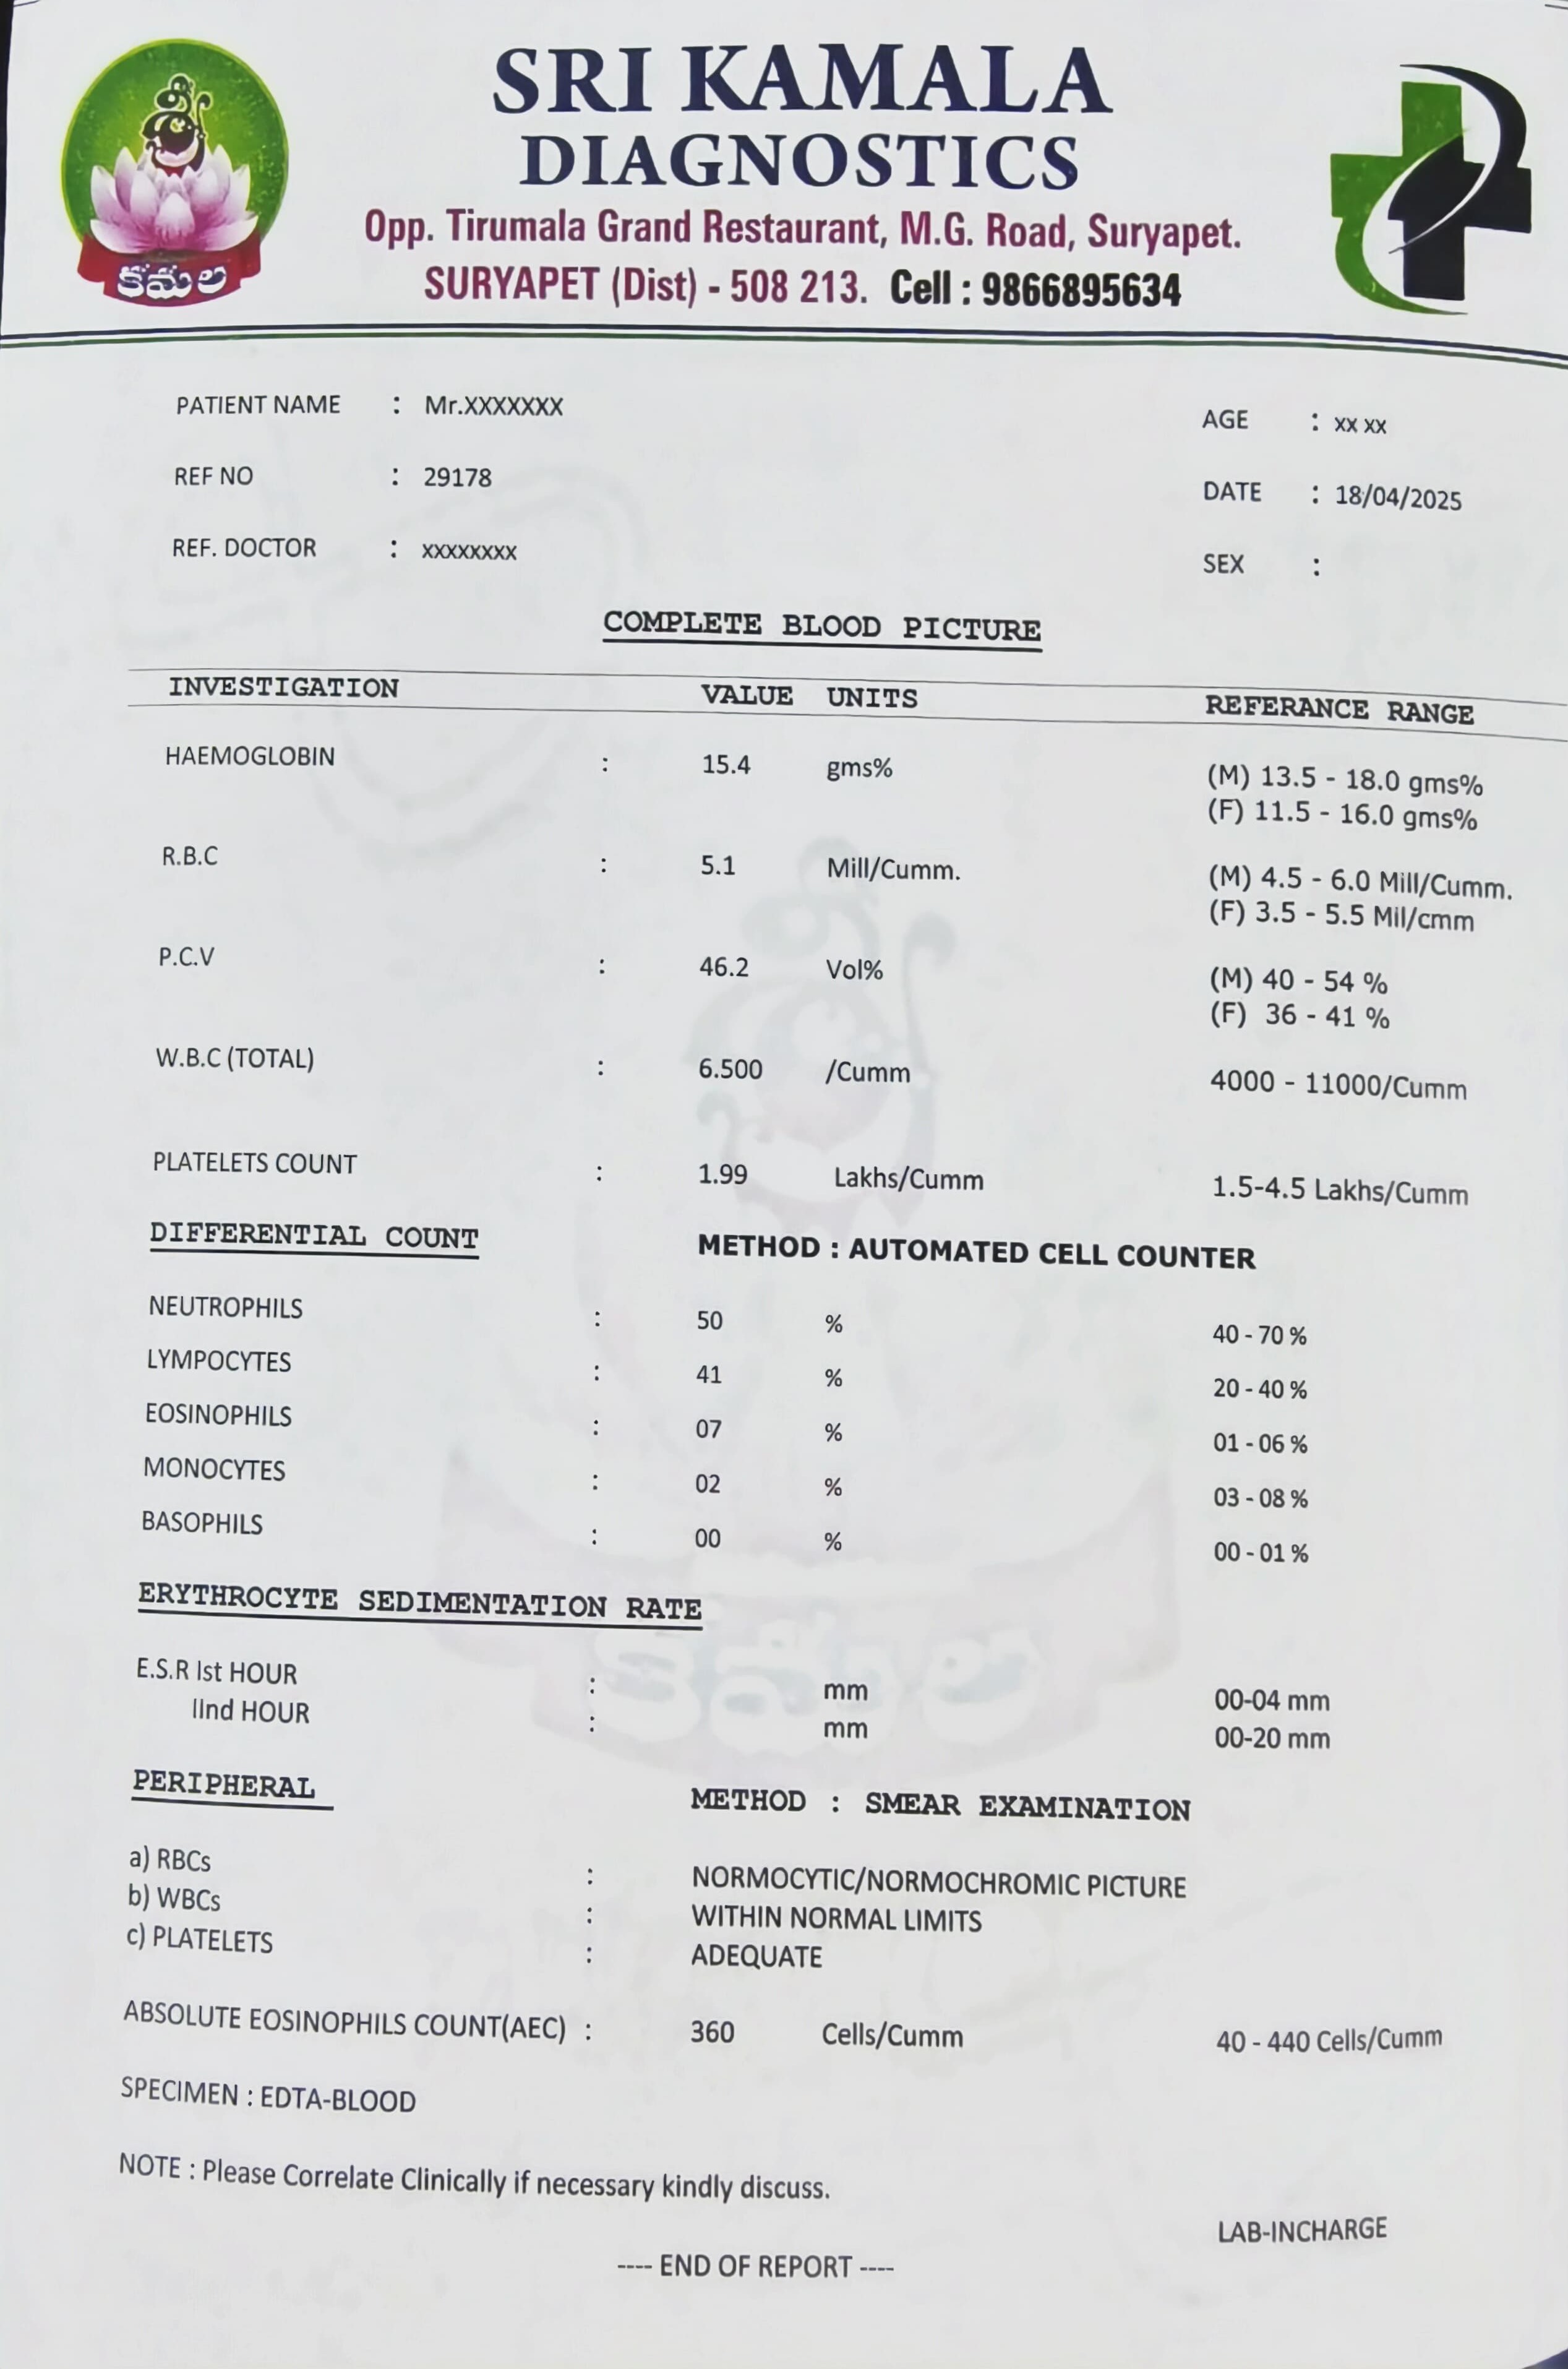 SRI KAMALA
DIAGNOSTICS
Opp. Tirumala Grand Restaurant, M.G. Road, Suryapet.
SURYAPET (Dist) - 508 213. Cell : 9866895634
శ్రీ
కమల
PATIENT NAME : Mr.XXXXXXX AGE : xx xx
REF NO : 29178 DATE : 18/04/2025
REF. DOCTOR : xxxxxxxx SEX :
COMPLETE BLOOD PICTURE
INVESTIGATION VALUE UNITS REFERANCE RANGE
HAEMOGLOBIN : 15.4 gms% (M) 13.5 - 18.0 gms%
(F) 11.5 - 16.0 gms%
R.B.C : 5.1 Mill/Cumm. (M) 4.5 - 6.0 Mill/Cumm.
(F) 3.5 - 5.5 Mil/cmm
P.C.V : 46.2 Vol% (M) 40 - 54 %
(F) 36 - 41 %
W.B.C (TOTAL) : 6.500 /Cumm 4000 - 11000/Cumm
PLATELETS COUNT : 1.99 Lakhs/Cumm 1.5-4.5 Lakhs/Cumm
DIFFERENTIAL COUNT METHOD : AUTOMATED CELL COUNTER
NEUTROPHILS : 50 % 40 - 70 %
LYMPOCYTES : 41 % 20 - 40 %
EOSINOPHILS : 07 % 01 - 06 %
MONOCYTES : 02 % 03 - 08 %
BASOPHILS : 00 % 00 - 01 %
ERYTHROCYTE SEDIMENTATION RATE
E.S.R Ist HOUR : mm 00-04 mm
IInd HOUR : mm 00-20 mm
PERIPHERAL METHOD : SMEAR EXAMINATION
a) RBCs : NORMOCYTIC/NORMOCHROMIC PICTURE
b) WBCs : WITHIN NORMAL LIMITS
c) PLATELETS : ADEQUATE
ABSOLUTE EOSINOPHILS COUNT(AEC) : 360 Cells/Cumm 40 - 440 Cells/Cumm
SPECIMEN : EDTA-BLOOD
NOTE : Please Correlate Clinically if necessary kindly discuss.
LAB-INCHARGE
---- END OF REPORT ----